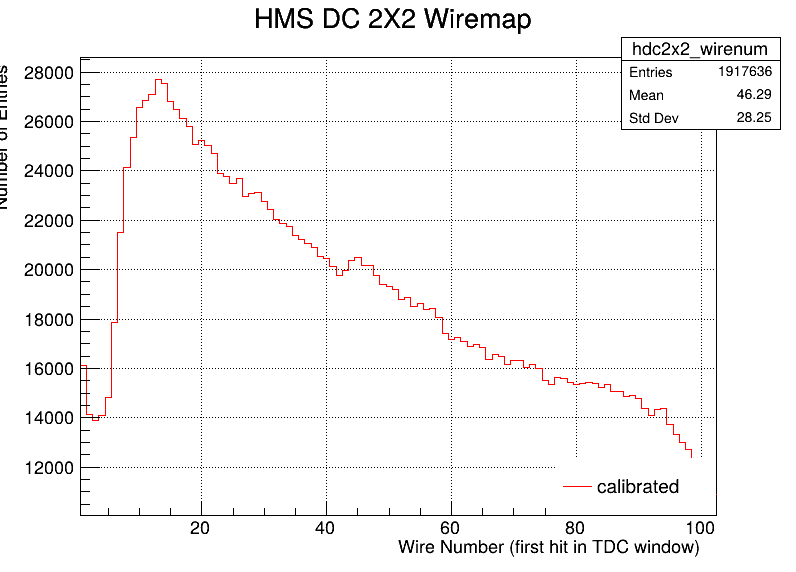 HMS DC 2X2 Wiremap
hdc2x2_wirenum
Entries 1917636
Mean 46.29
Std Dev 28.25
Number of Entries
28000
26000
24000
22000
20000
18000
16000
14000
12000
calibrated
20 40 60 80 100
Wire Number (first hit in TDC window)